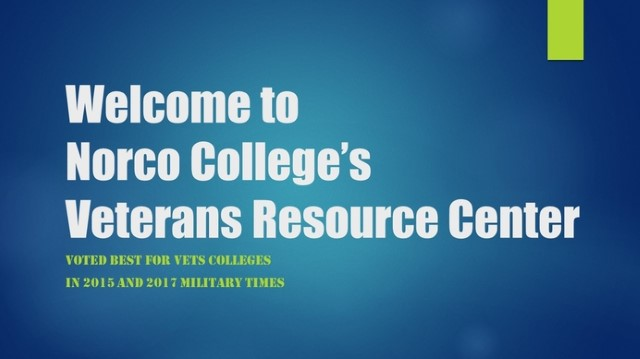 Welcome to
Norco College's
Veterans Resource Center
VOTED BEST FOR VETS COLLEGES
IN 2015 AND 2017 MILITARY TIMES